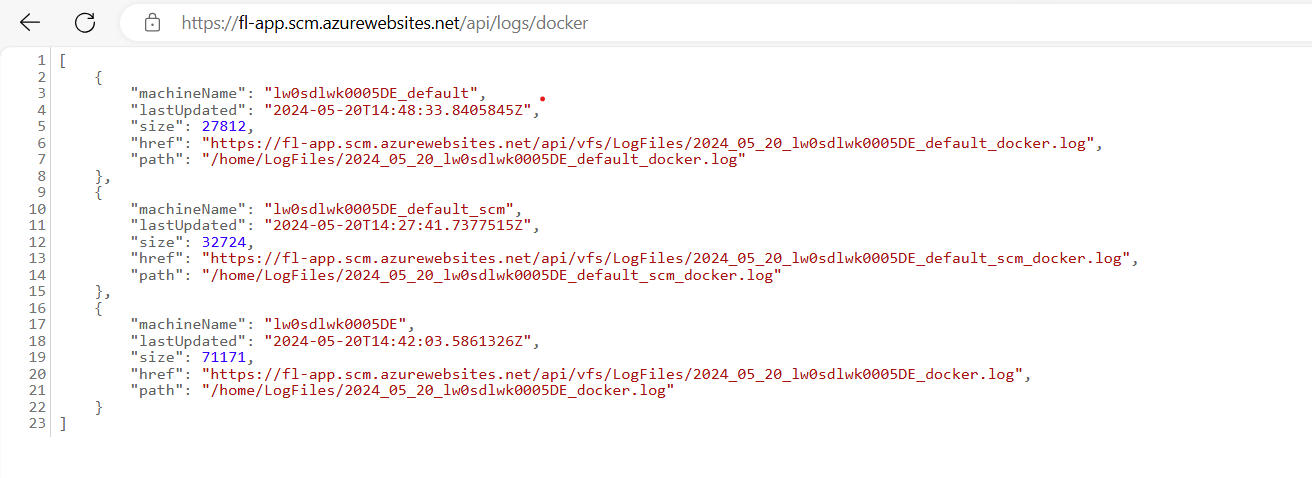 https://fl-app.scm.azurewebsites.net/api/logs/docker
1 [
2 {
3 "machineName": "lw0sdlwk0005DE_default",
4 "lastUpdated": "2024-05-20T14:48:33.8405845Z",
5 "size": 27812,
6 "href": "https://fl-app.scm.azurewebsites.net/api/vfs/LogFiles/2024_05_20_lw0sdlwk0005DE_default_docker.log",
7 "path": "/home/LogFiles/2024_05_20_lw0sdlwk0005DE_default_docker.log"
8 },
9 {
10 "machineName": "lw0sdlwk0005DE_default_scm",
11 "lastUpdated": "2024-05-20T14:27:41.7377515Z",
12 "size": 32724,
13 "href": "https://fl-app.scm.azurewebsites.net/api/vfs/LogFiles/2024_05_20_lw0sdlwk0005DE_default_scm_docker.log",
14 "path": "/home/LogFiles/2024_05_20_lw0sdlwk0005DE_default_scm_docker.log"
15 },
16 {
17 "machineName": "lw0sdlwk0005DE",
18 "lastUpdated": "2024-05-20T14:42:03.5861326Z",
19 "size": 71171,
20 "href": "https://fl-app.scm.azurewebsites.net/api/vfs/LogFiles/2024_05_20_lw0sdlwk0005DE_docker.log",
21 "path": "/home/LogFiles/2024_05_20_lw0sdlwk0005DE_docker.log"
22 }
23 ]